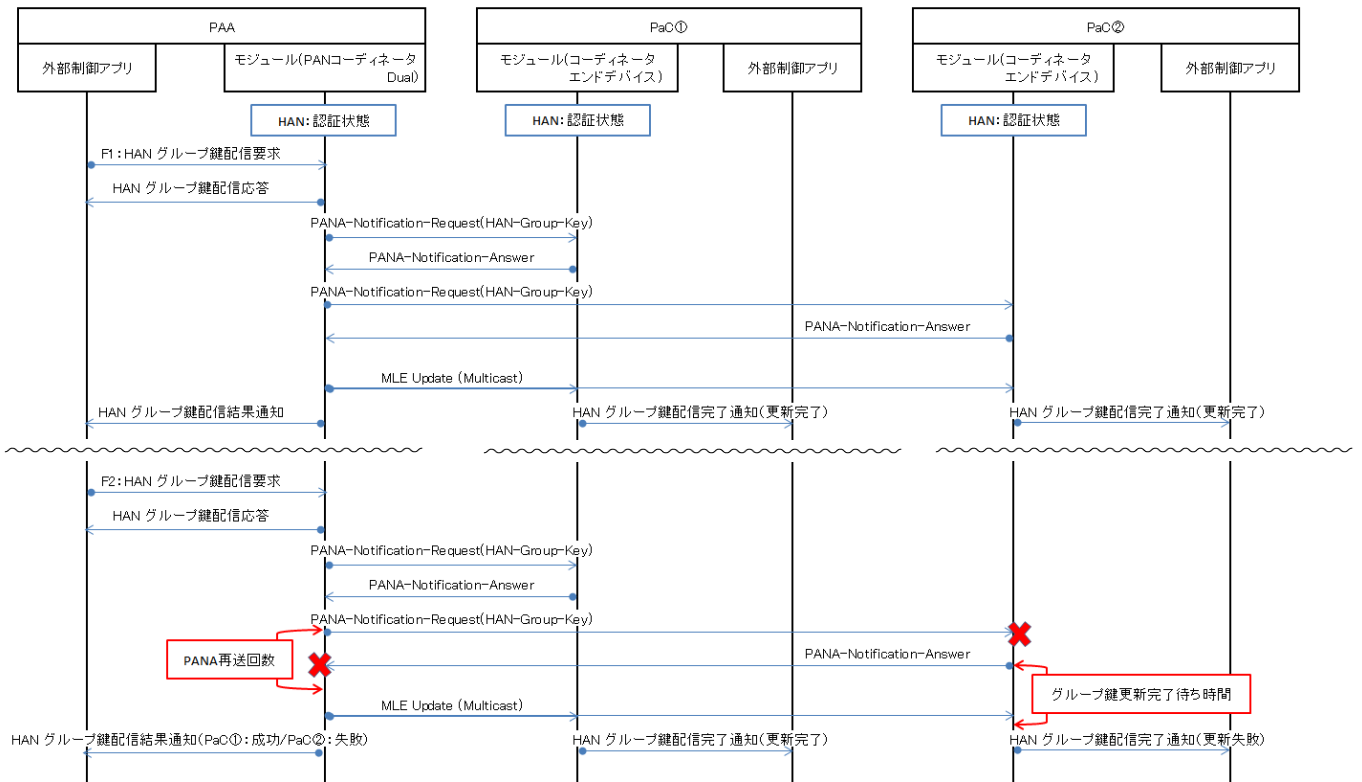 PAA
PaC①
PaC②
外部制御アプリ
モジュール(PANコーディネータ
Dual)
モジュール(コーディネータ
エンドデバイス)
外部制御アプリ
モジュール(コーディネータ
エンドデバイス)
外部制御アプリ
HAN：認証状態
HAN：認証状態
HAN：認証状態
F1：HAN グループ鍵配信要求
HAN グループ鍵配信応答
PANA-Notification-Request(HAN-Group-Key)
PANA-Notification-Answer
PANA-Notification-Request(HAN-Group-Key)
PANA-Notification-Answer
MLE Update (Multicast)
HAN グループ鍵配信結果通知
HAN グループ鍵配信完了通知(更新完了)
HAN グループ鍵配信完了通知(更新完了)
F2：HAN グループ鍵配信要求
HAN グループ鍵配信応答
PANA-Notification-Request(HAN-Group-Key)
PANA-Notification-Answer
PANA-Notification-Request(HAN-Group-Key)
PANA再送回数
PANA-Notification-Answer
グループ鍵更新完了待ち時間
MLE Update (Multicast)
HAN グループ鍵配信結果通知(PaC①：成功/PaC②：失敗)
HAN グループ鍵配信完了通知(更新完了)
HAN グループ鍵配信完了通知(更新失敗)